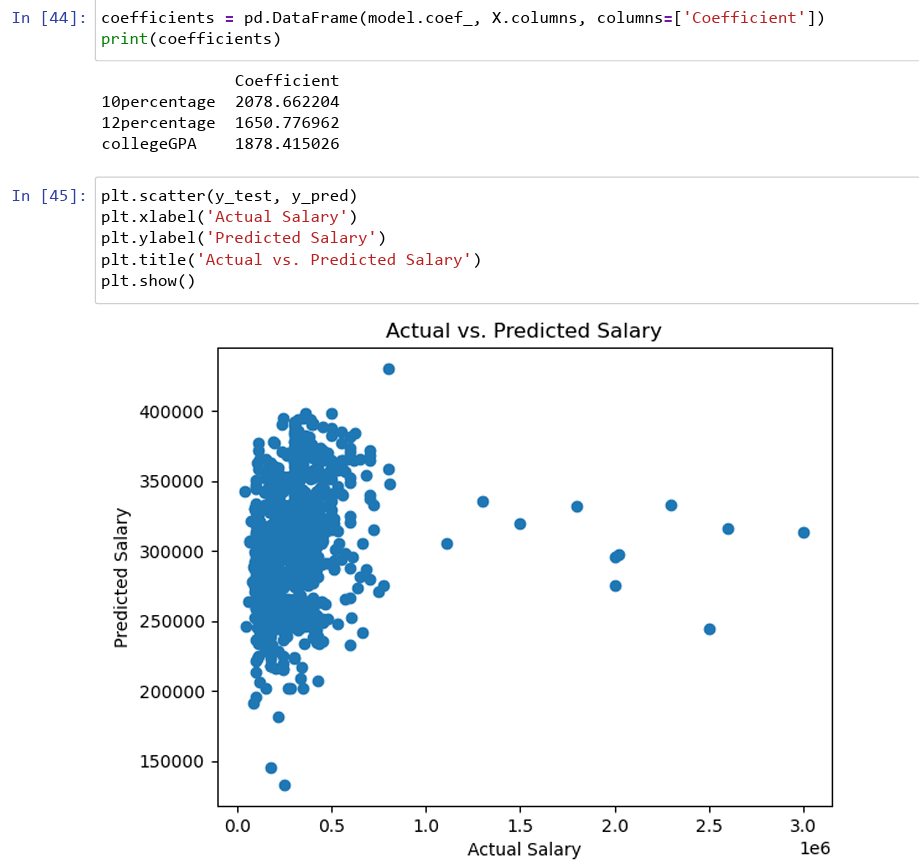 In [44]: coefficients = pd.DataFrame(model.coef_, X.columns, columns=['Coefficient'])
print(coefficients)
Coefficient
10percentage 2078.662204
12percentage 1650.776962
collegeGPA 1878.415026
In [45]: plt.scatter(y_test, y_pred)
plt.xlabel('Actual Salary')
plt.ylabel('Predicted Salary')
plt.title('Actual vs. Predicted Salary')
plt.show()
Actual vs. Predicted Salary
Predicted Salary
400000
350000
300000
250000
200000
150000
0.0 0.5 1.0 1.5 2.0 2.5 3.0
1e6
Actual Salary